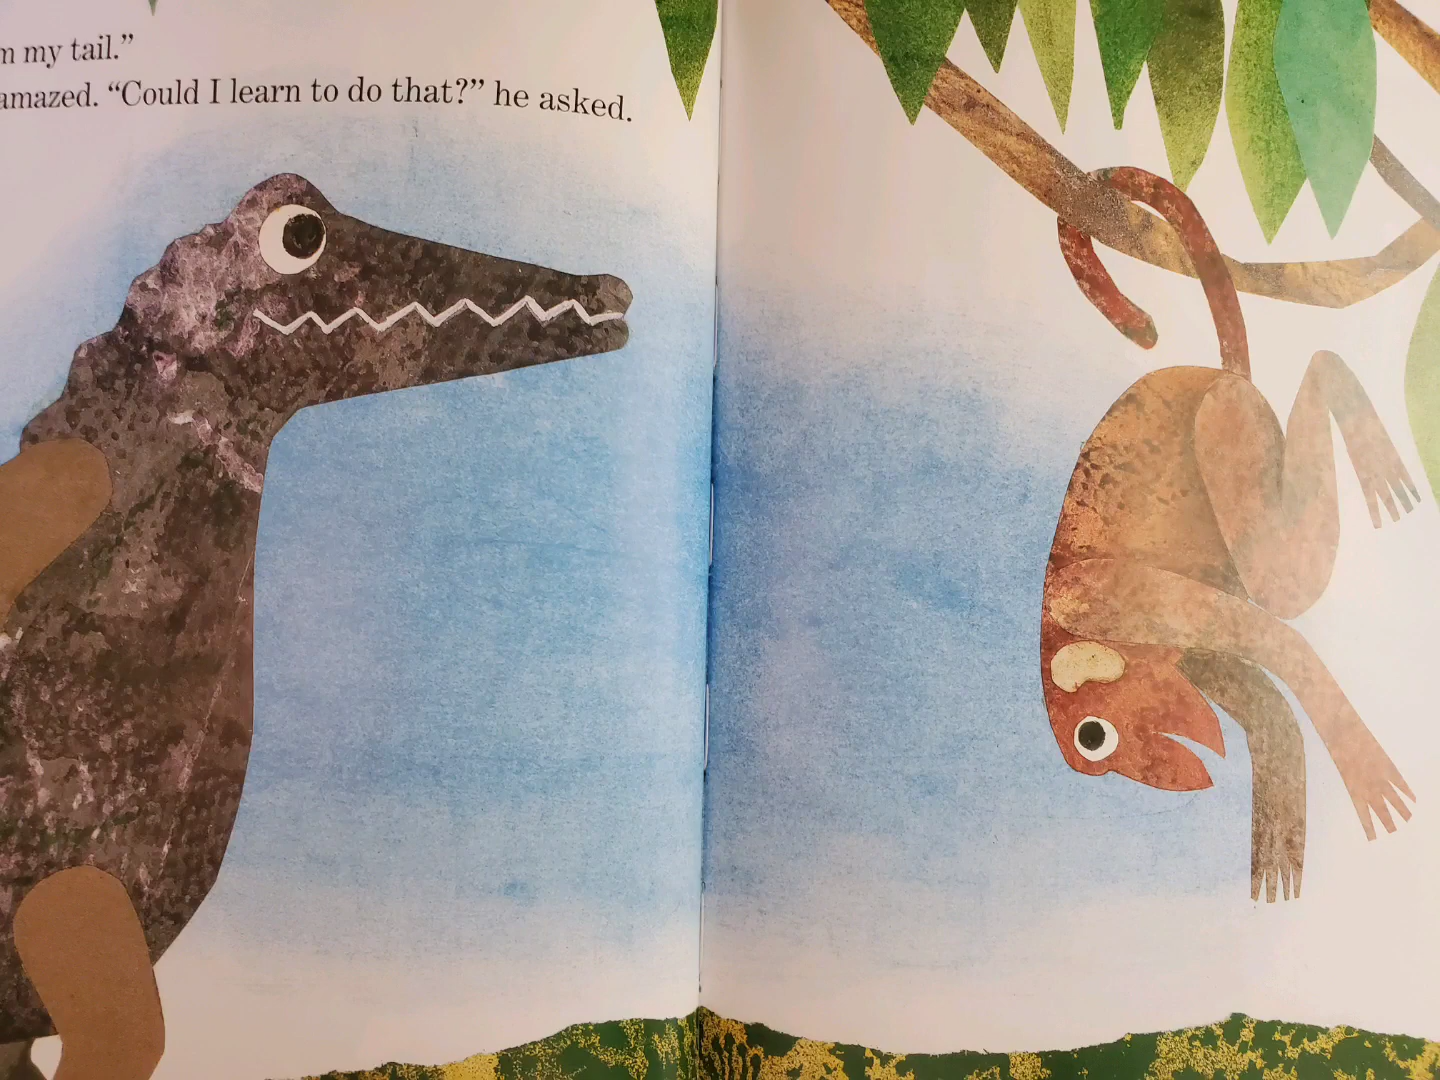 my tail.”
amazed. “Could I learn to do that?” he asked.